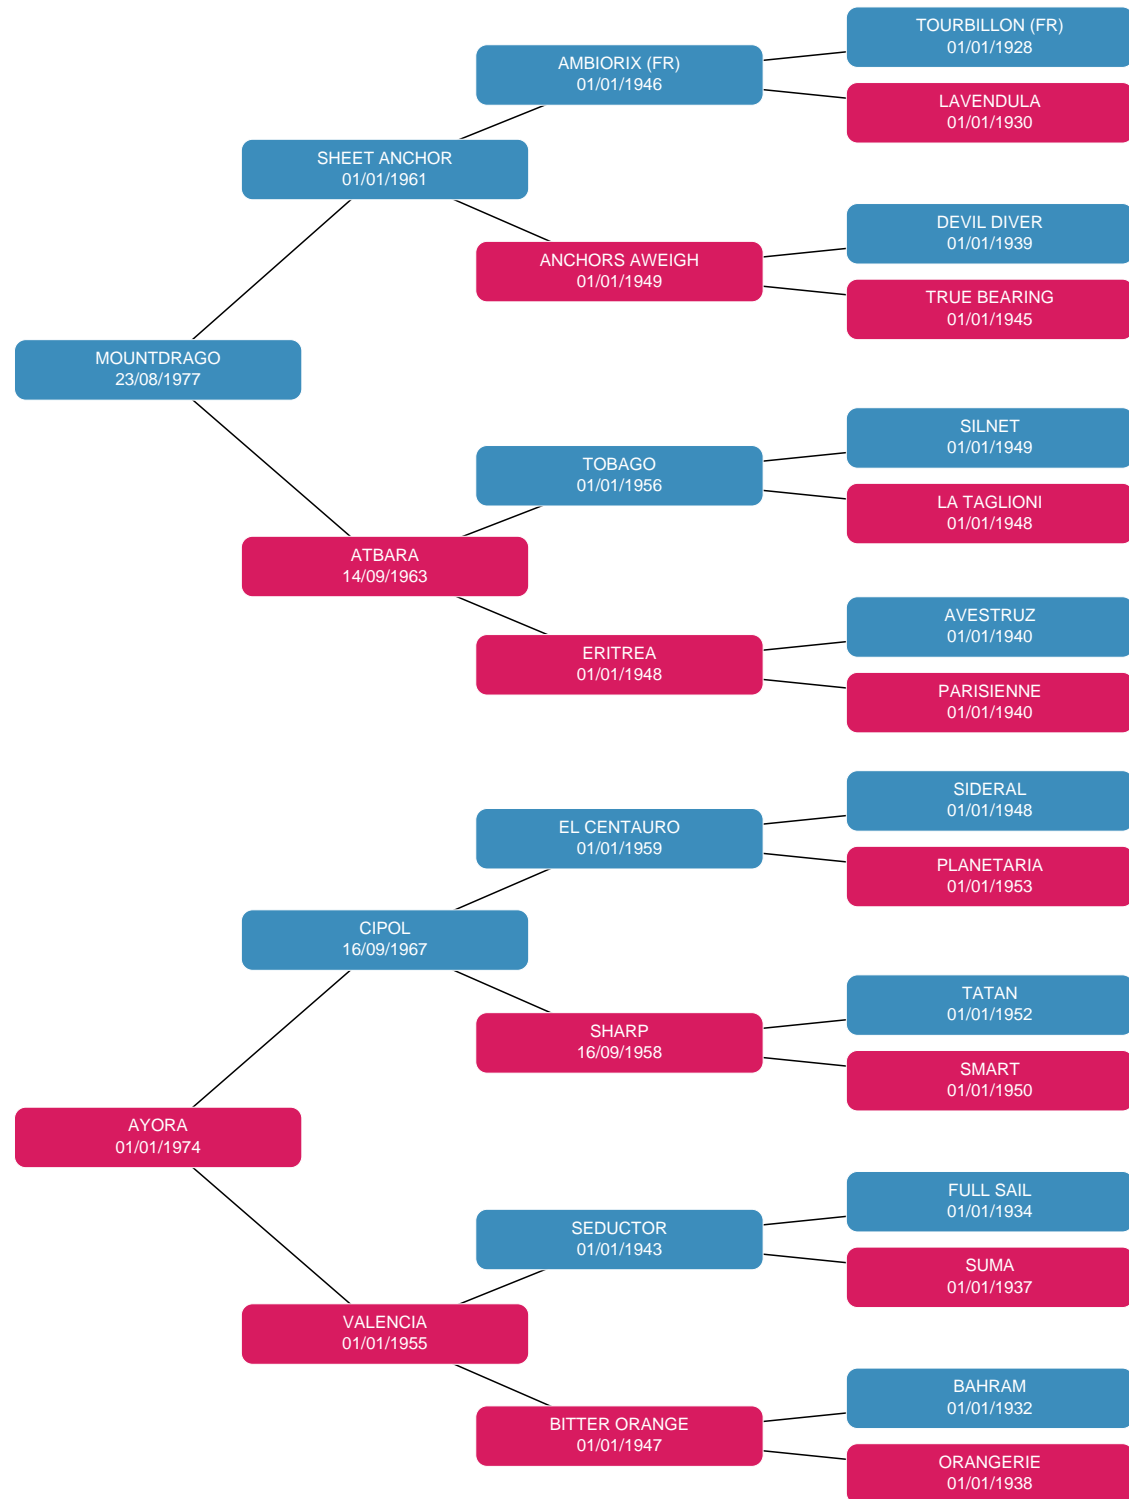 TOURBILLON (FR)
01/01/1928
AMBIORIX (FR)
01/01/1946
LAVENDULA
01/01/1930
SHEET ANCHOR
01/01/1961
DEVIL DIVER
01/01/1939
ANCHORS AWEIGH
01/01/1949
TRUE BEARING
01/01/1945
MOUNTDRAGO
23/08/1977
SILNET
01/01/1949
TOBAGO
01/01/1956
LA TAGLIONI
01/01/1948
ATBARA
14/09/1963
AVESTRUZ
01/01/1940
ERITREA
01/01/1948
PARISIENNE
01/01/1940
SIDERAL
01/01/1948
EL CENTAURO
01/01/1959
PLANETARIA
01/01/1953
CIPOL
16/09/1967
TATAN
01/01/1952
SHARP
16/09/1958
SMART
01/01/1950
AYORA
01/01/1974
FULL SAIL
01/01/1934
SEDUCTOR
01/01/1943
SUMA
01/01/1937
VALENCIA
01/01/1955
BAHRAM
01/01/1932
BITTER ORANGE
01/01/1947
ORANGERIE
01/01/1938